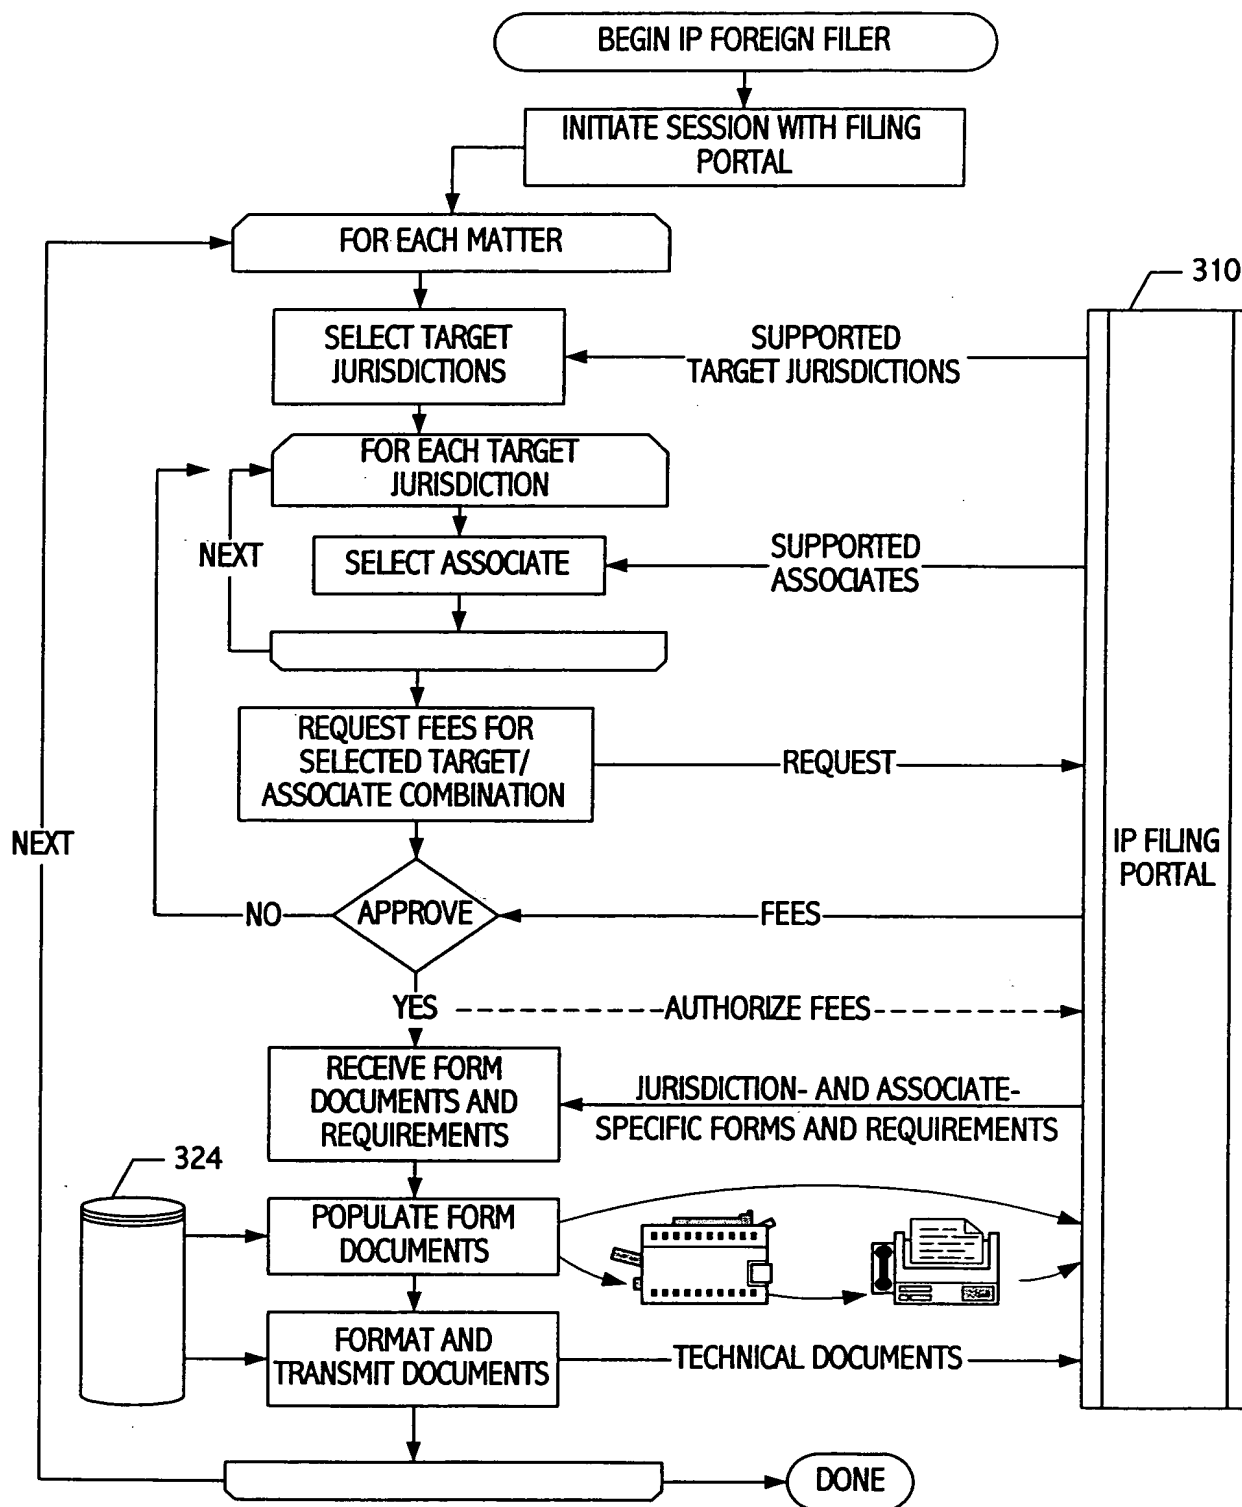 BEGIN IP FOREIGN FILER
INITIATE SESSION WITH FILING
PORTAL
FOR EACH MATTER
310
SELECT TARGET
JURISDICTIONS
SUPPORTED
TARGET JURISDICTIONS
FOR EACH TARGET
JURISDICTION
NEXT
SELECT ASSOCIATE
SUPPORTED
ASSOCIATES
REQUEST FEES FOR
SELECTED TARGET/
ASSOCIATE COMBINATION
REQUEST
NEXT
IP FILING
PORTAL
NO
APPROVE
FEES
YES
AUTHORIZE FEES
RECEIVE FORM
DOCUMENTS AND
REQUIREMENTS
JURISDICTION- AND ASSOCIATE-
SPECIFIC FORMS AND REQUIREMENTS
324
POPULATE FORM
DOCUMENTS
FORMAT AND
TRANSMIT DOCUMENTS
TECHNICAL DOCUMENTS
DONE